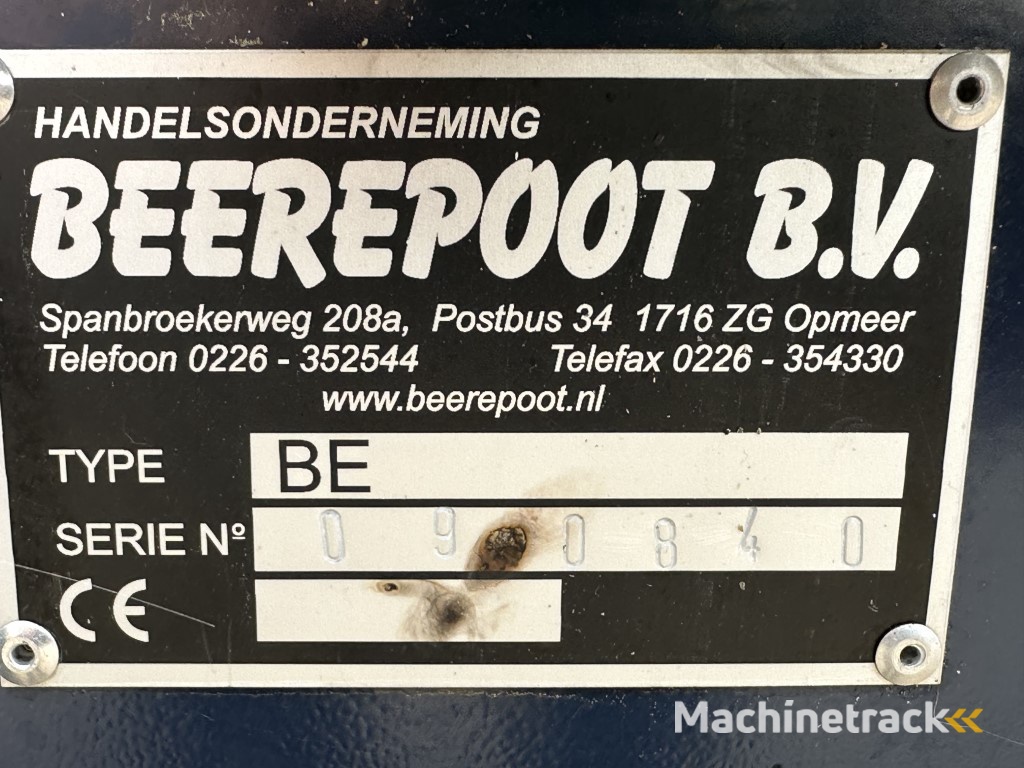 HANDELSONDERNEMING
BEEREPOOT B.V.
Spanbroekerweg 208a, Postbus 34 1716 ZG Opmeer
Telefoon 0226 - 352544 Telefax 0226 - 354330
www.beerepoot.nl
TYPE BE
SERIE Nº 0 9 0 8 4 0
CE
Machinetrack